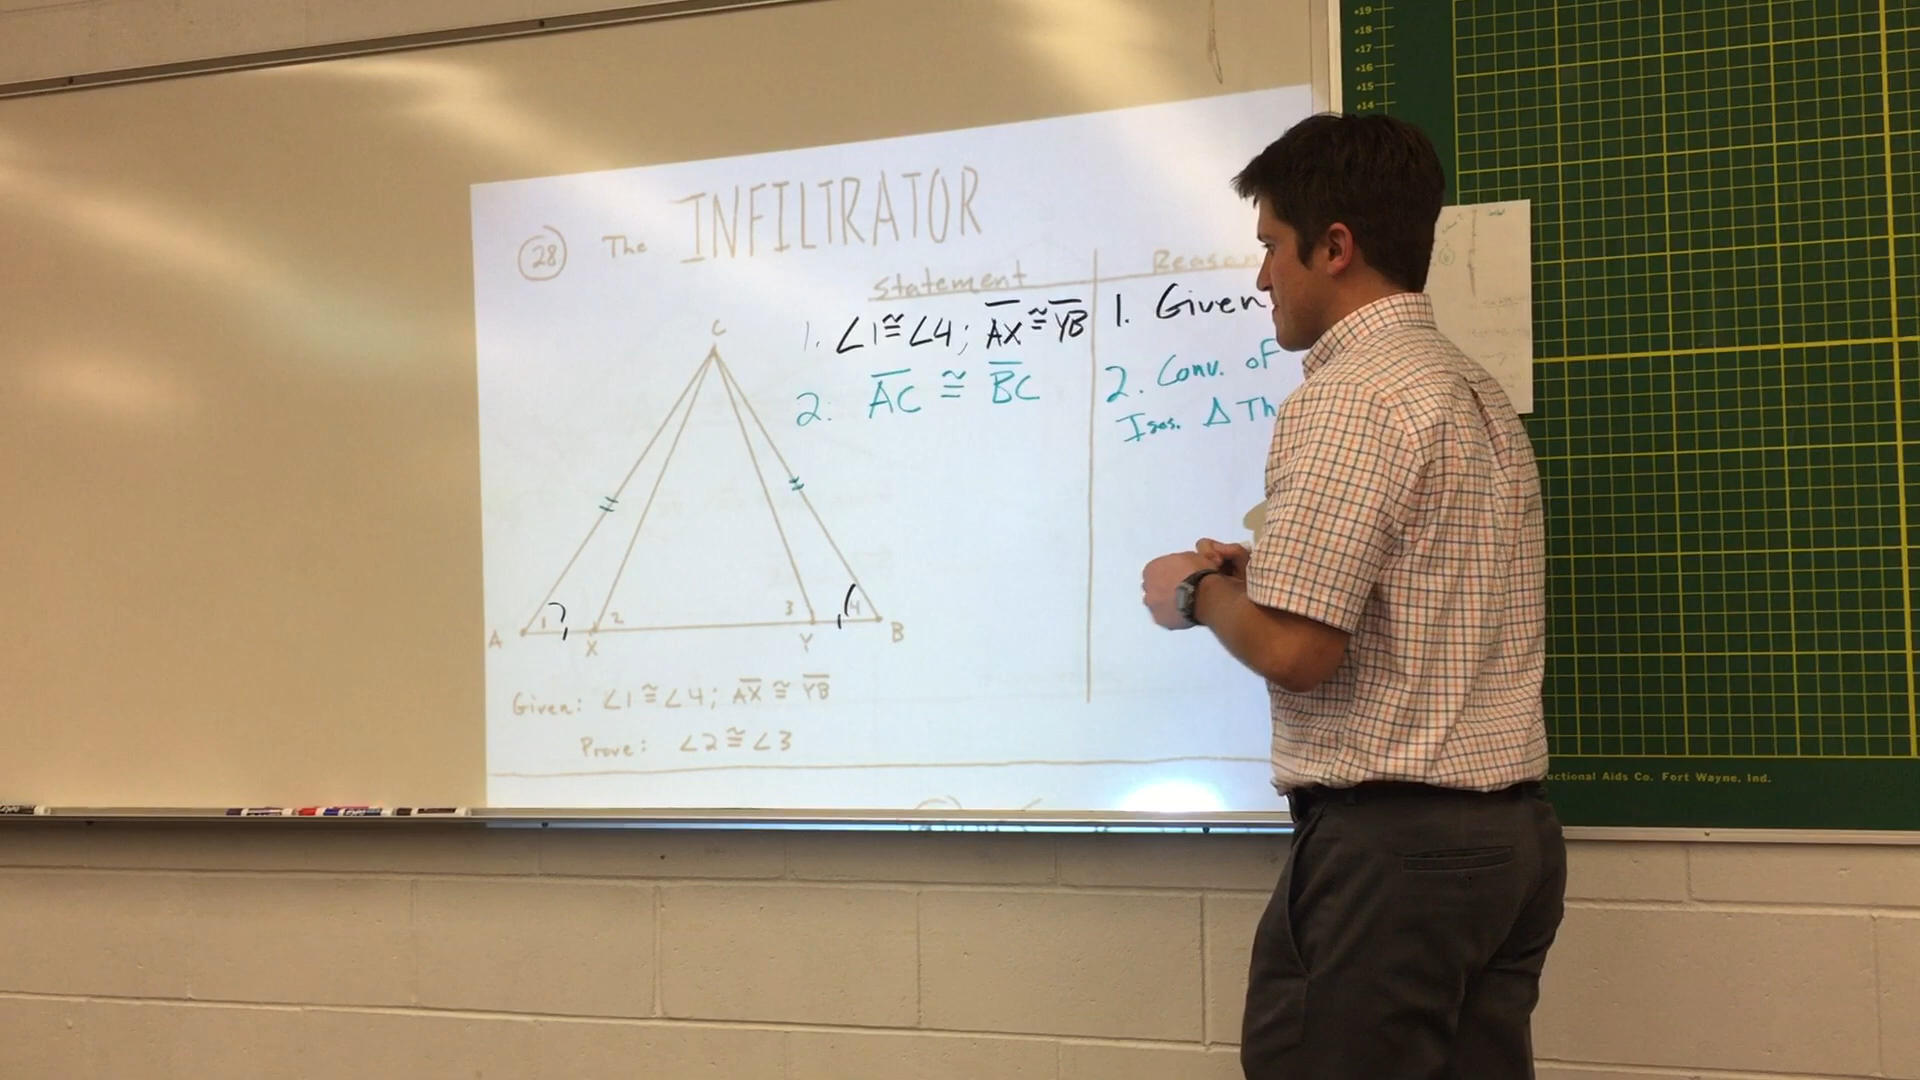 +19
+18
+17
+16
+15
+14
28 The INFILTRATOR
Statement Reason
1. ∠1≅∠4; AX≅YB 1. Given
2. AC ≅ BC 2. Conv. of
Isos. Δ Th
C
1 2 3 4
A X Y B
Given: ∠1≅∠4; AX ≅ YB
Prove: ∠2≅∠3
uctional Aids Co. Fort Wayne, Ind.